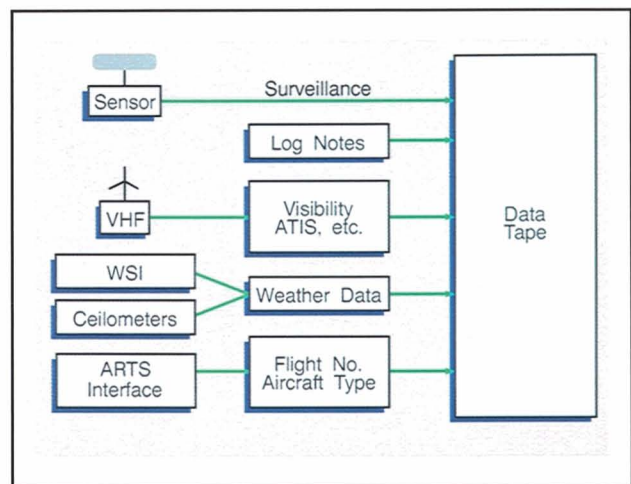 Surveillance
Sensor
Log Notes
VHF
Visibility
ATIS, etc.
Data
Tape
WSI
Weather Data
Ceilometers
ARTS
Interface
Flight No.
Aircraft Type